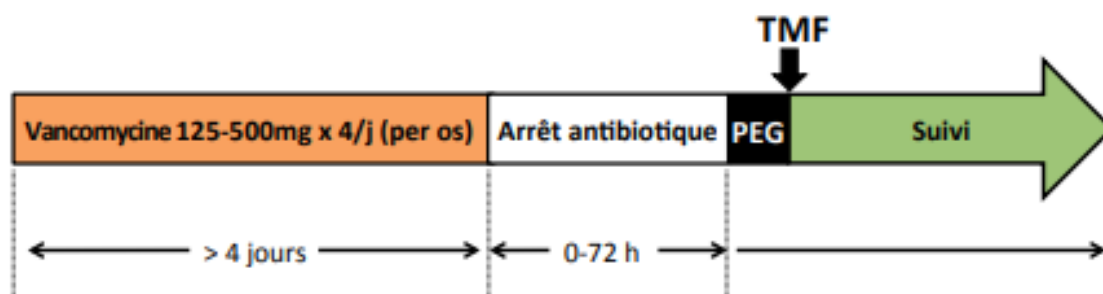 TMF
Vancomycine 125-500mg x 4/j (per os)
Arrêt antibiotique
PEG
Suivi
> 4 jours
0-72 h